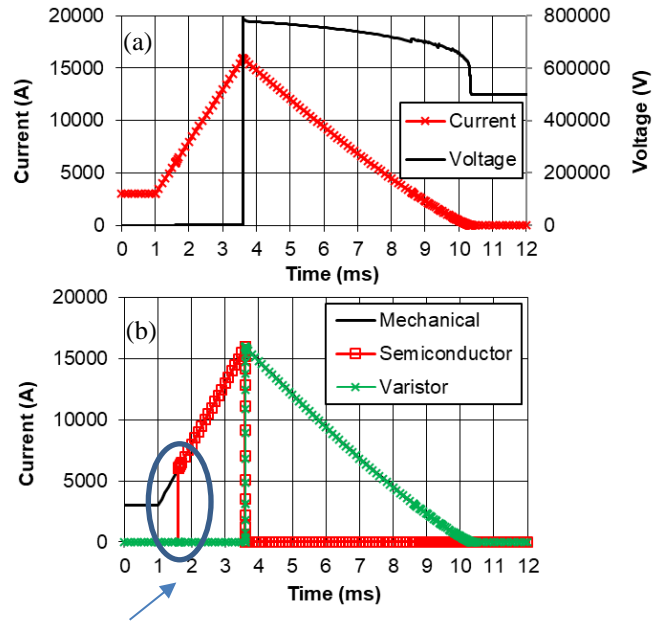 (a)
20000
15000
10000
5000
0
Current (A)
800000
600000
400000
200000
0
Voltage (V)
Current
Voltage
0 1 2 3 4 5 6 7 8 9 10 11 12
Time (ms)
(b)
20000
15000
10000
5000
0
Current (A)
Mechanical
Semiconductor
Varistor
0 1 2 3 4 5 6 7 8 9 10 11 12
Time (ms)